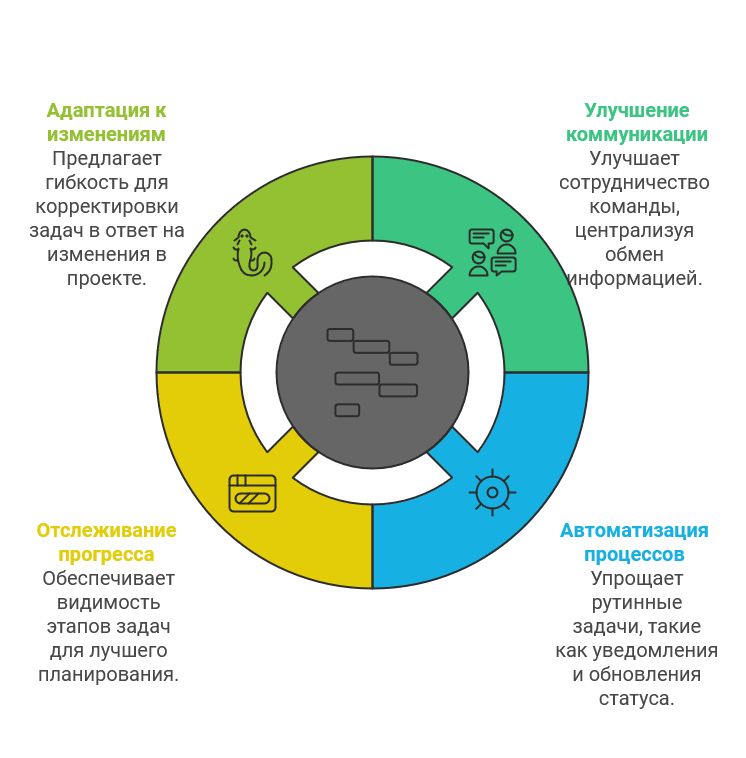 Адаптация к
изменениям
Предлагает
гибкость для
корректировки
задач в ответ на
изменения в
проекте.
Улучшение
коммуникации
Улучшает
сотрудничество
команды,
централизуя
обмен
информацией.
Отслеживание
прогресса
Обеспечивает
видимость
этапов задач
для лучшего
планирования.
Автоматизация
процессов
Упрощает
рутинные
задачи, такие
как уведомления
и обновления
статуса.